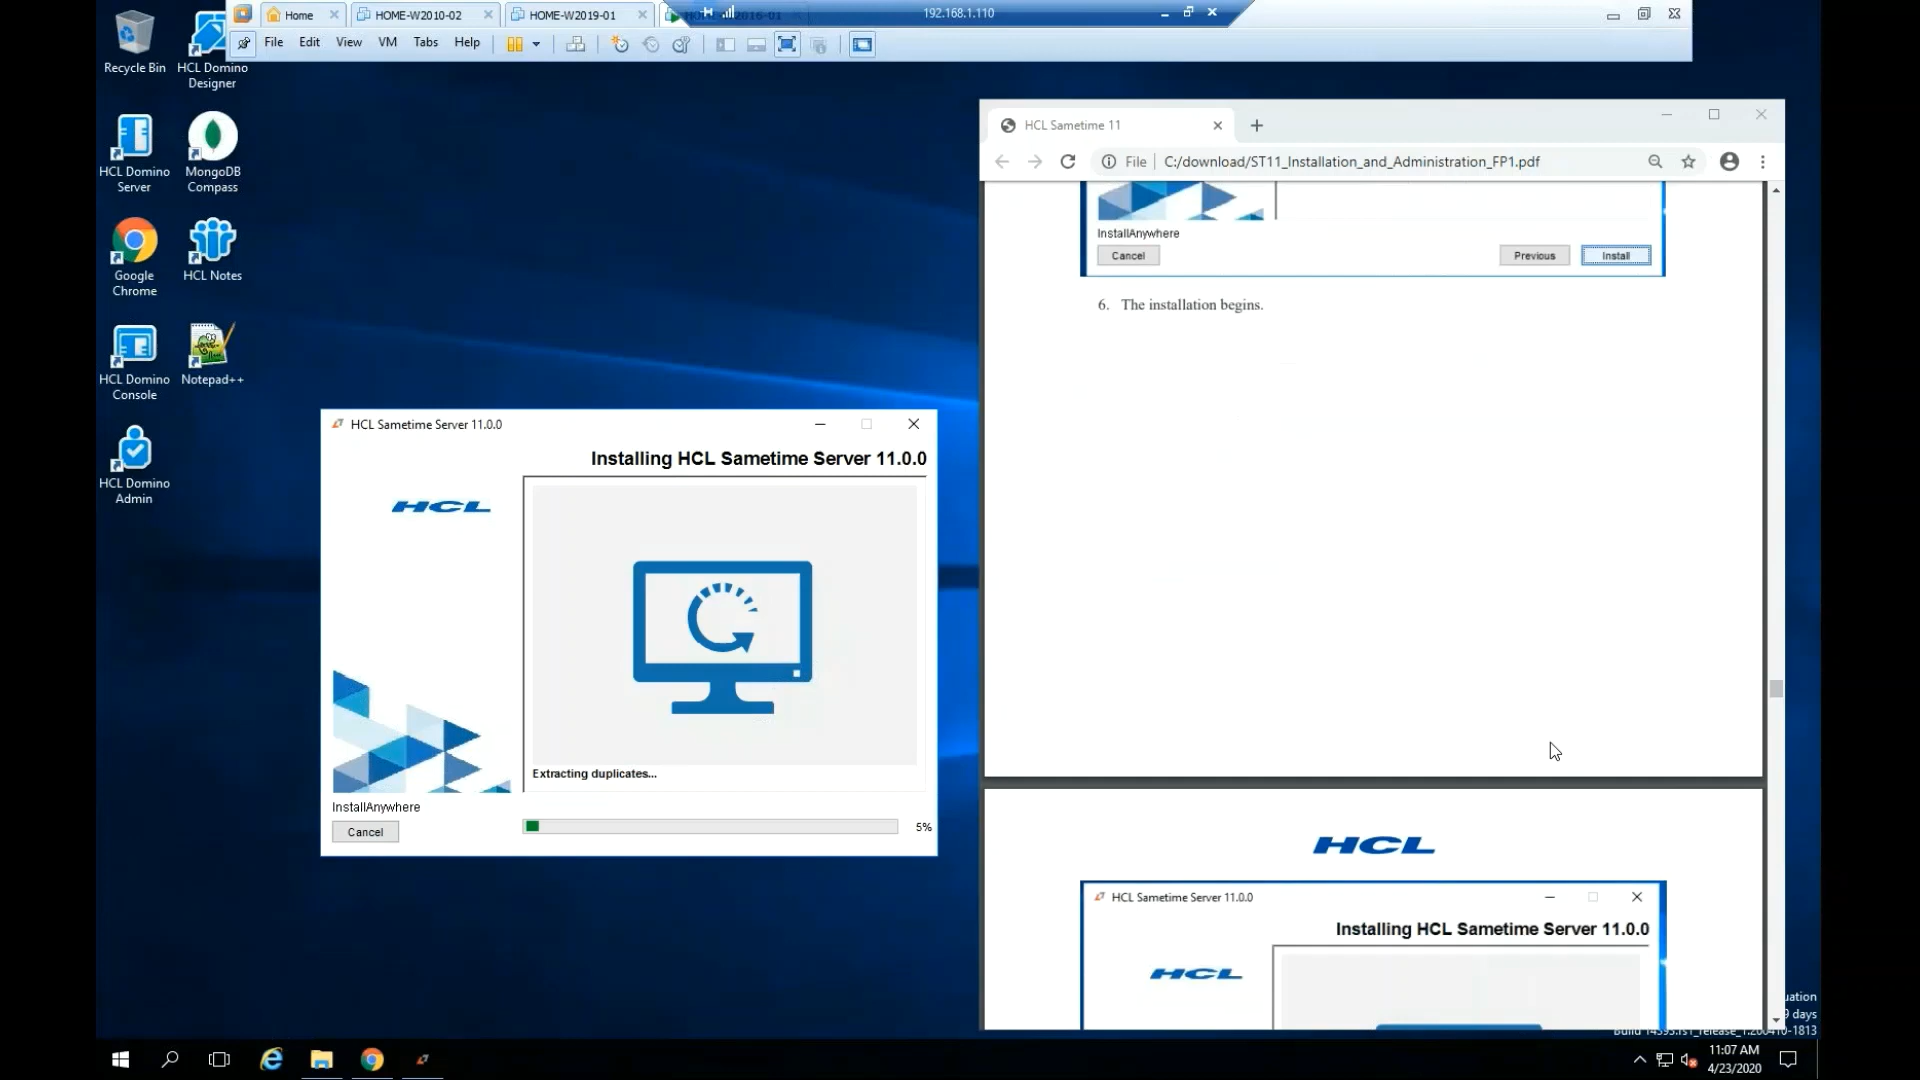 Home
HOME-W2010-02
HOME-W2019-01
192.168.1.110
File Edit View VM Tabs Help
Recycle Bin
HCL Domino
Designer
HCL Domino
Server
MongoDB
Compass
Google
Chrome
HCL Notes
HCL Domino
Console
Notepad++
HCL Domino
Admin
HCL Sametime Server 11.0.0
Installing HCL Sametime Server 11.0.0
HCL
Extracting duplicates...
InstallAnywhere
Cancel
5%
HCL Sametime 11
File C:/download/ST11_Installation_and_Administration_FP1.pdf
InstallAnywhere
Cancel Previous Install
6. The installation begins.
HCL
HCL Sametime Server 11.0.0
Installing HCL Sametime Server 11.0.0
HCL
days
11:07 AM
4/23/2020